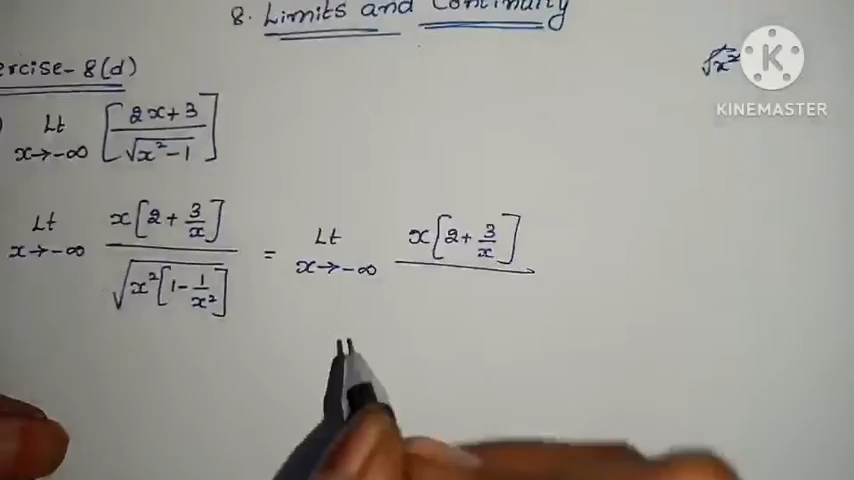 8. Limits and Continuity
ercise-8(d)
√x²
KINEMASTER
Lt x→-∞ [(2x+3)/√(x²-1)]
Lt x→-∞ x[2+3/x]/√(x²[1-1/x²]) = Lt x→-∞ x[2+3/x]